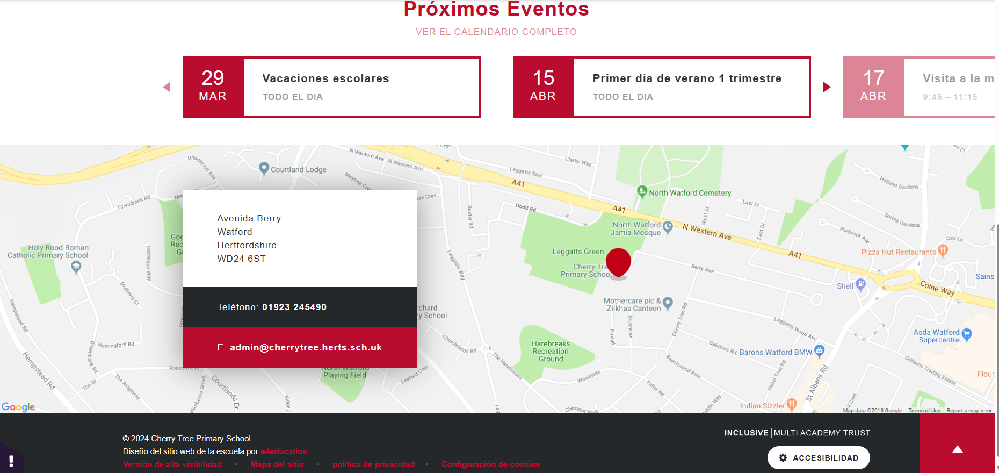 Próximos Eventos
VER EL CALENDARIO COMPLETO
29
MAR
Vacaciones escolares
TODO EL DIA
15
ABR
Primer día de verano 1 trimestre
TODO EL DIA
17
ABR
Visita a la m
9:45 – 11:15
Goodwood Ave
Courtland Lodge
N Western Ave
N Western Ave
Maytree Cres
Clarke Way
Leggatts Rise
A41
North Watford Cemetery
Holland Gardens
Greenbank Rd
Dodd Rd
Baxter Rd
A41
East Dr
West Dr
Spring Gardens
North Watford
Jamia Mosque
N Western Ave
East Dr
Purbrock Ave
Cow Ln
Avenida Berry
Watford
Hertfordshire
WD24 6ST
Holy Rood Roman
Catholic Primary School
Hampden Way
Leggatts Way
Leggatts Green
Cherry Tre
Primary School
Berry Ave
A41
Pizza Hut Restaurants
Shell
Colne Way
Sains
Mulberry Cl
Teléfono: 01923 245490
Mothercare plc &
Zilkhas Canteen
rchard
y School
Hempstead Rd
Foxhill
Brushrise
Cherry Tree Rd
Leggatts Wood Ave
Asda Watford
Supercentre
Hemingford Rd
Greenbank Rd
E: admin@cherrytree.herts.sch.uk
Churchfields Rd
Harebreaks
Recreation
Ground
Oakdene Rd
Barons Watford BMW
Hempstead Rd
The Harebreaks
Beechwood Rise
Odhams Trading Estate
North Watford
Playing Field
Leaford Cres
Woodside
Hazel Tree Rd
St Albans Rd
Flour
The Dr
The Ridgeway
Wimborne Grove
Courtlands Dr
Fuller Rd
Indian Sizzler
Chestnut Walk
Middle Way
Google
Map data ©2018 Google
Terms of Use
Report a map error
© 2024 Cherry Tree Primary School
INCLUSIVE | MULTI ACADEMY TRUST
Diseño del sitio web de la escuela por e4education
Versión de alta visibilidad • Mapa del sitio • política de privacidad • Configuración de cookies
ACCESIBILIDAD